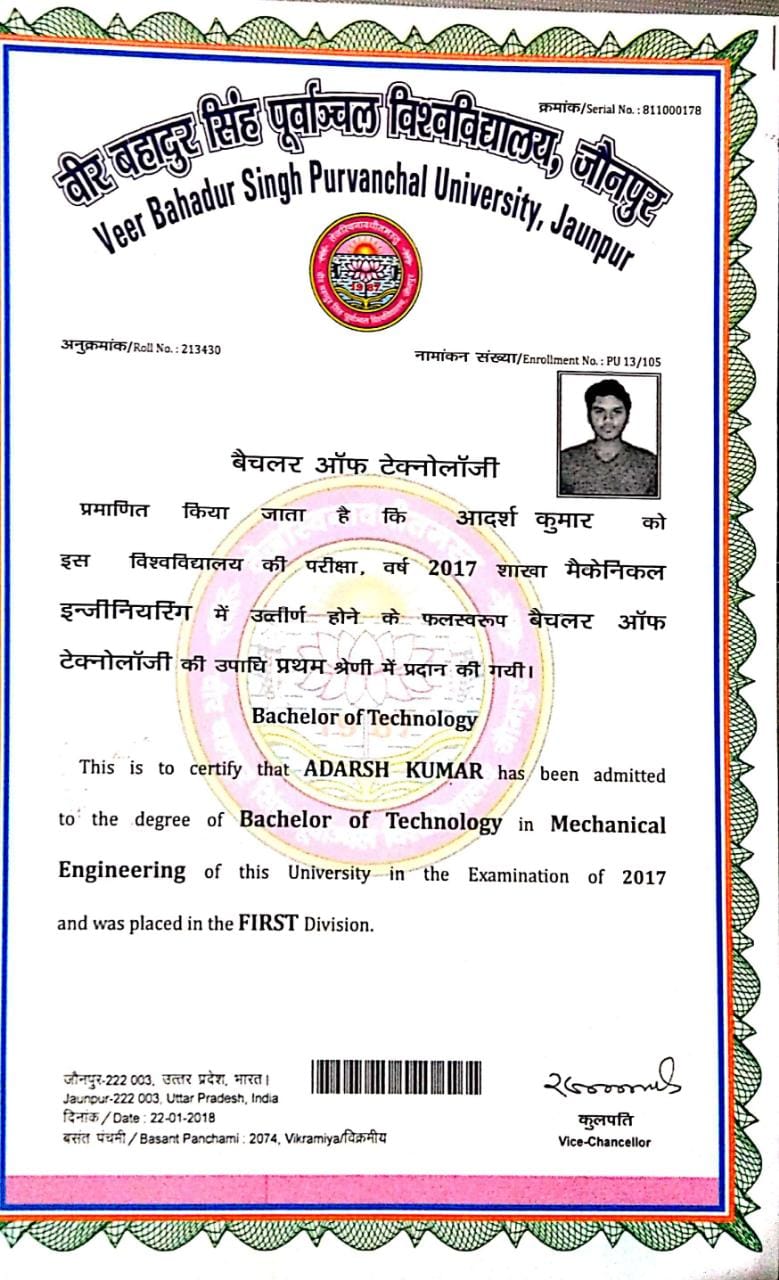 क्रमांक/Serial No. : 811000178
वीर बहादुर सिंह पूर्वाञ्चल विश्वविद्यालय, जौनपुर
Veer Bahadur Singh Purvanchal University, Jaunpur
1987
अनुक्रमांक/Roll No. : 213430
नामांकन संख्या/Enrollment No. : PU 13/105
बैचलर ऑफ टेक्नोलॉजी
प्रमाणित किया जाता है कि आदर्श कुमार को
इस विश्वविद्यालय की परीक्षा, वर्ष 2017 शाखा मैकेनिकल
इन्जीनियरिंग में उत्तीर्ण होने के फलस्वरूप बैचलर ऑफ
टेक्नोलॉजी की उपाधि प्रथम श्रेणी में प्रदान की गयी।
Bachelor of Technology
This is to certify that ADARSH KUMAR has been admitted
to the degree of Bachelor of Technology in Mechanical
Engineering of this University in the Examination of 2017
and was placed in the FIRST Division.
जौनपुर-222 003, उत्तर प्रदेश, भारत।
Jaunpur-222 003, Uttar Pradesh, India
दिनांक / Date : 22-01-2018
बसंत पंचमी / Basant Panchami : 2074, Vikramiya/विक्रमीय
कुलपति
Vice-Chancellor